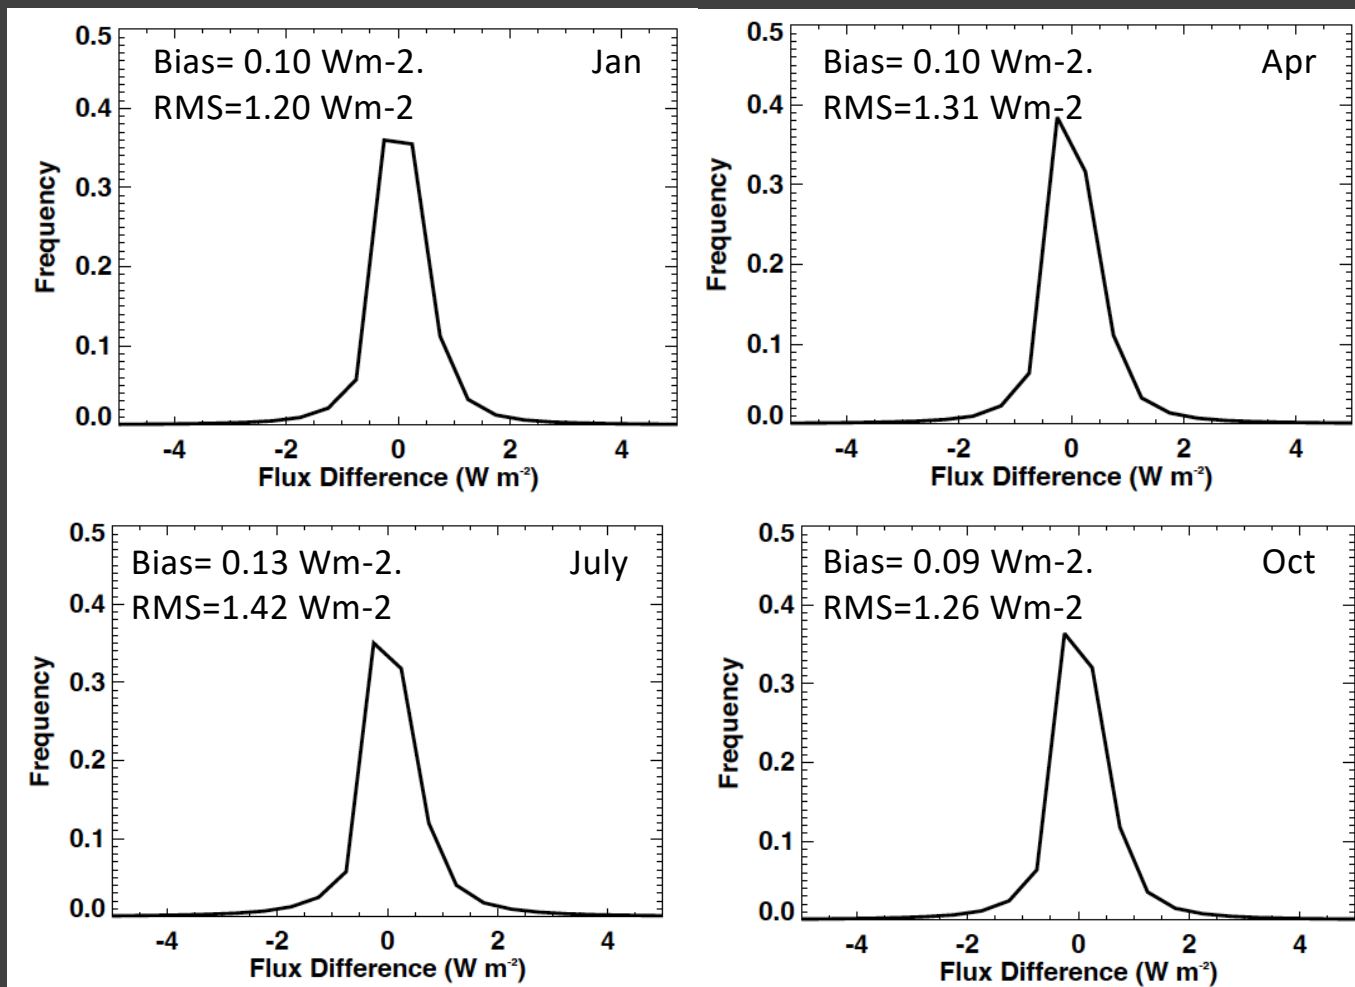 Bias= 0.10 Wm-2.
Jan
RMS=1.20 Wm-2
0.5
0.4
0.3
0.2
0.1
0.0
Frequency
-4
-2
0
2
4
Flux Difference (W m⁻²)
Bias= 0.10 Wm-2.
Apr
RMS=1.31 Wm-2
0.5
0.4
0.3
0.2
0.1
0.0
Frequency
-4
-2
0
2
4
Flux Difference (W m⁻²)
Bias= 0.13 Wm-2.
July
RMS=1.42 Wm-2
0.5
0.4
0.3
0.2
0.1
0.0
Frequency
-4
-2
0
2
4
Flux Difference (W m⁻²)
Bias= 0.09 Wm-2.
Oct
RMS=1.26 Wm-2
0.5
0.4
0.3
0.2
0.1
0.0
Frequency
-4
-2
0
2
4
Flux Difference (W m⁻²)